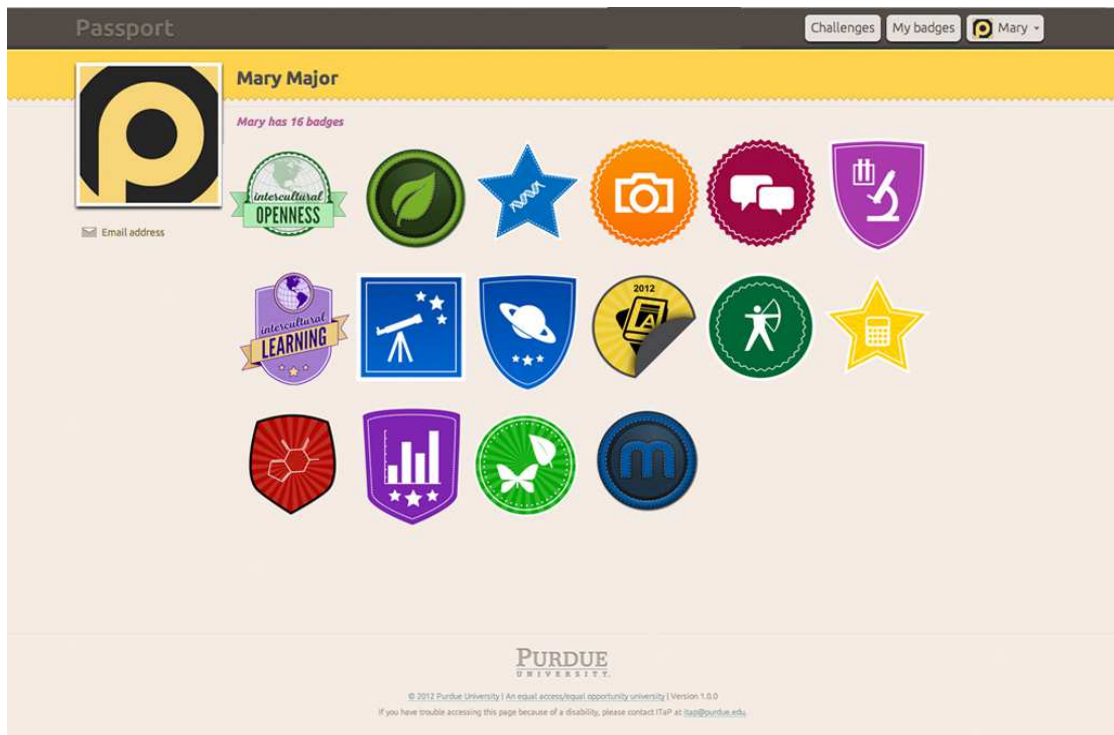 Passport
Challenges
My badges
Mary
Mary Major
Mary has 16 badges
Email address
intercultural
OPENNESS
intercultural
LEARNING
2012
A
m
PURDUE
UNIVERSITY.
© 2012 Purdue University | An equal access/equal opportunity university | Version 1.0.0
If you have trouble accessing this page because of a disability, please contact ITaP at itap@purdue.edu.